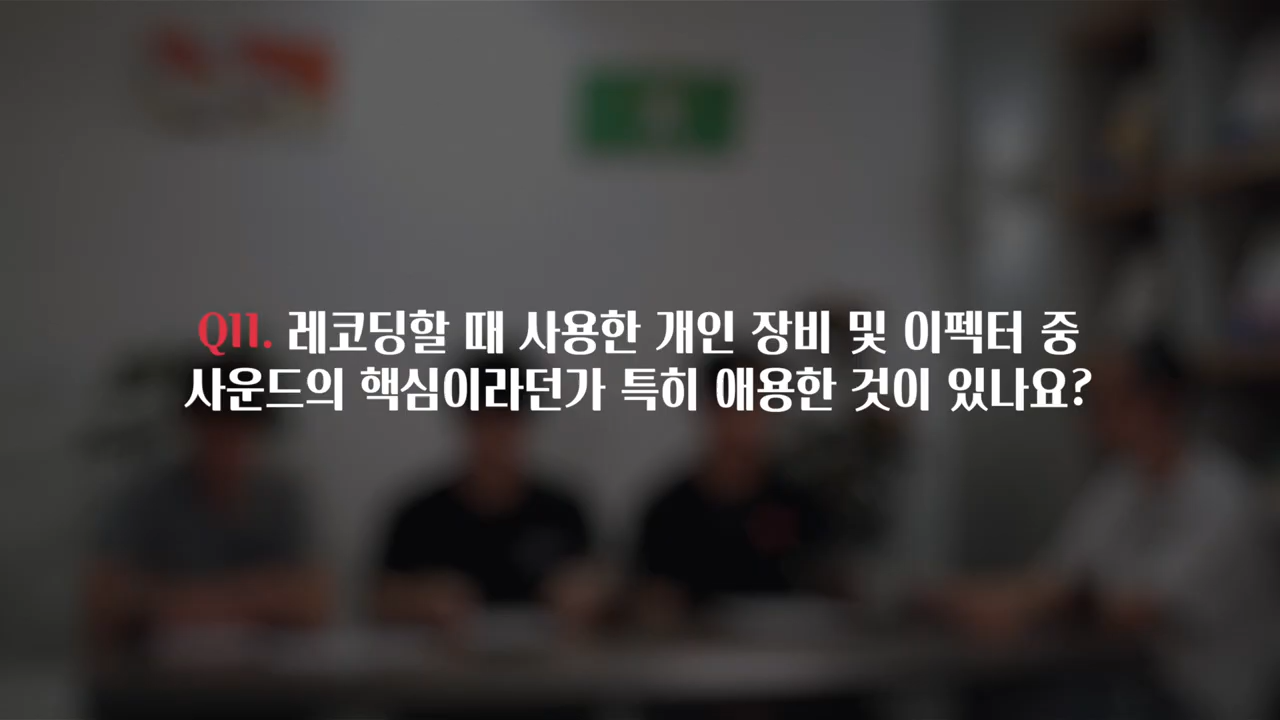 Q11. 레코딩할 때 사용한 개인 장비 및 이펙터 중
사운드의 핵심이라던가 특히 애용한 것이 있나요?